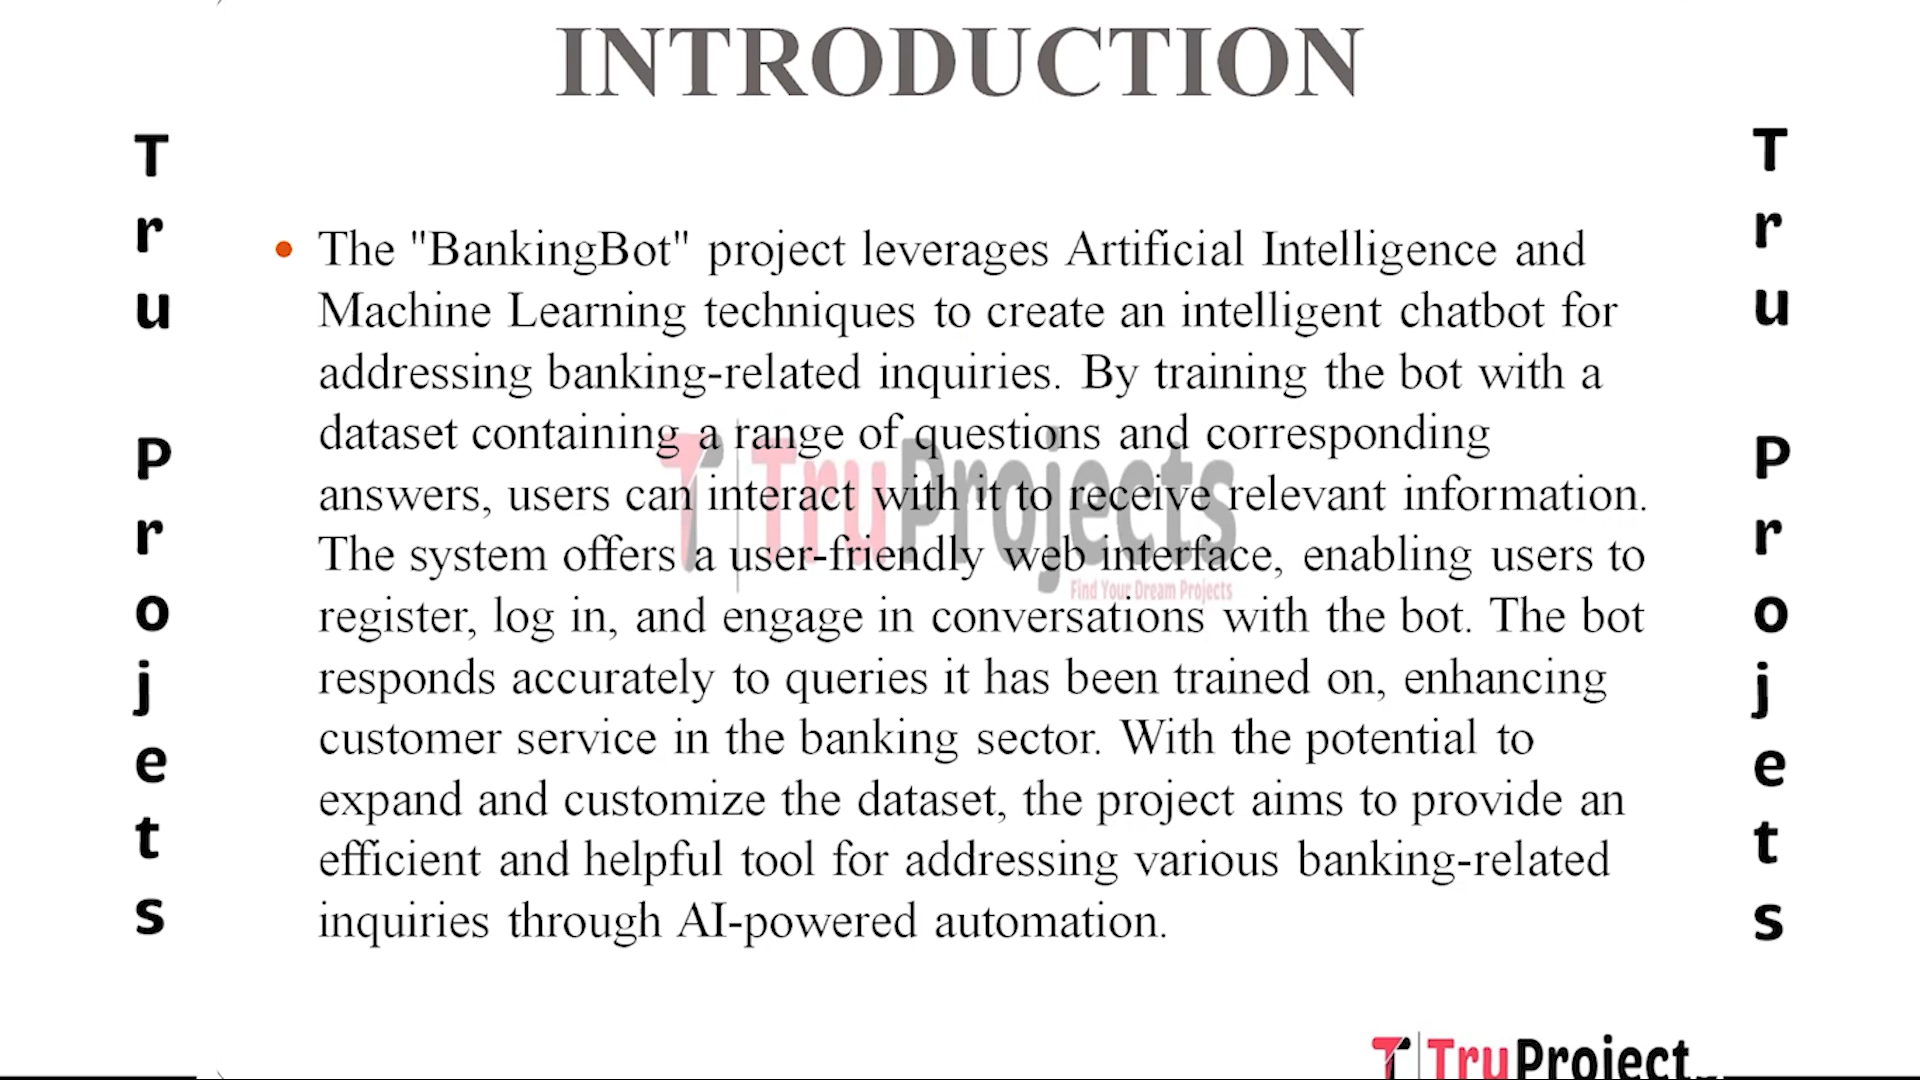 INTRODUCTION
Tru Projets
• The "BankingBot" project leverages Artificial Intelligence and
Machine Learning techniques to create an intelligent chatbot for
addressing banking-related inquiries. By training the bot with a
dataset containing a range of questions and corresponding
answers, users can interact with it to receive relevant information.
The system offers a user-friendly web interface, enabling users to
register, log in, and engage in conversations with the bot. The bot
responds accurately to queries it has been trained on, enhancing
customer service in the banking sector. With the potential to
expand and customize the dataset, the project aims to provide an
efficient and helpful tool for addressing various banking-related
inquiries through AI-powered automation.
TruProjects
Find Your Dream Projects
Tru Projets
TruProject